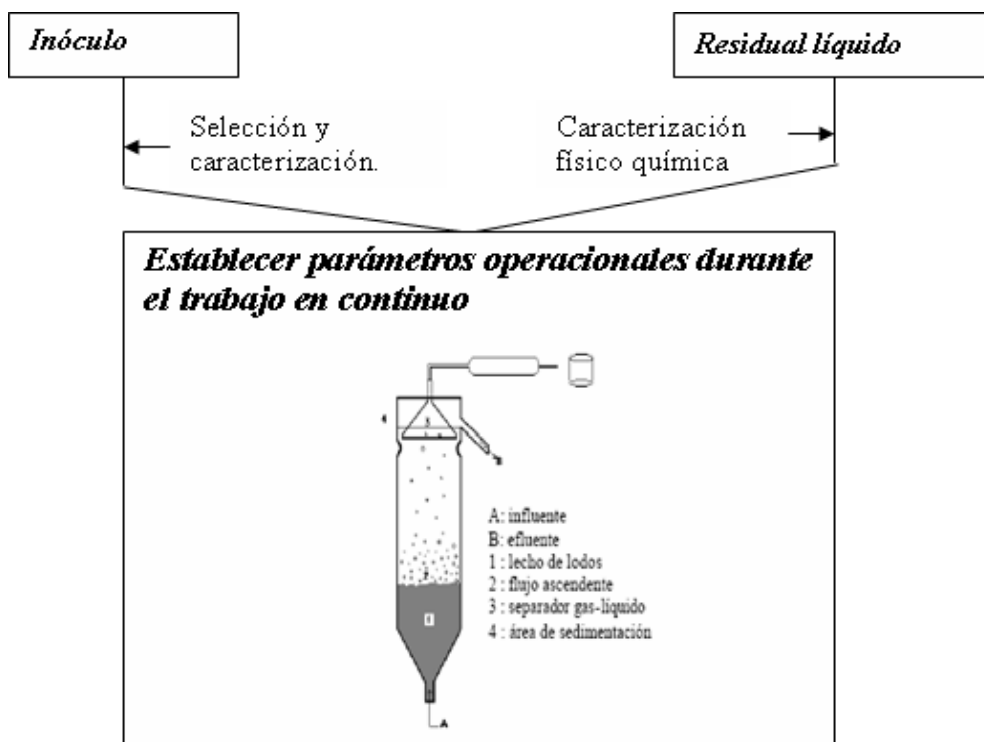 Inóculo
Residual líquido
Selección y
caracterización.
Caracterización
físico química
Establecer parámetros operacionales durante
el trabajo en continuo
4
3
B
A: influente
B: efluente
1 : lecho de lodos
2 : flujo ascendente
3 : separador gas-líquido
4 : área de sedimentación
2
1
A